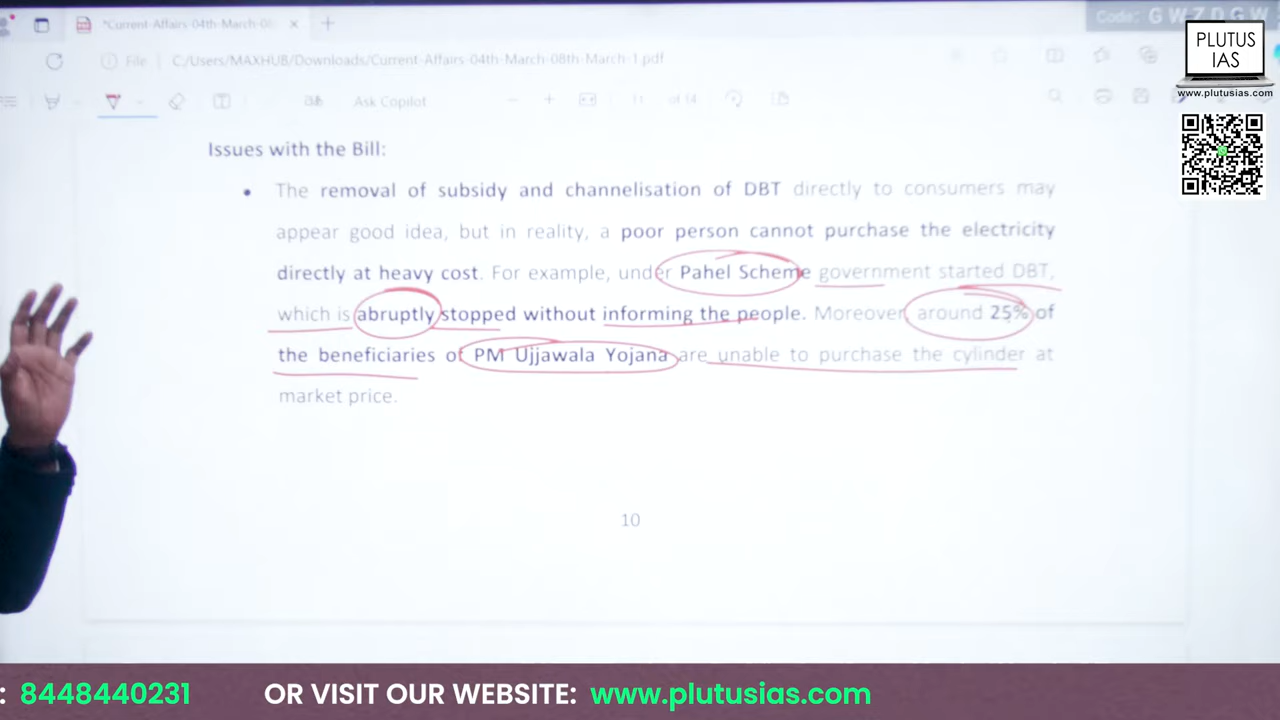 *Current-Affairs-04th-March-08
Code: G W Z D G W
PLUTUS
IAS
www.plutusias.com
File
C:/Users/MAXHUB/Downloads/Current-Affairs-04th-March-08th-March-1.pdf
Ask Copilot
11 of 14
Issues with the Bill:
• The removal of subsidy and channelisation of DBT directly to consumers may
appear good idea, but in reality, a poor person cannot purchase the electricity
directly at heavy cost. For example, under Pahel Scheme government started DBT,
which is abruptly stopped without informing the people. Moreover around 25% of
the beneficiaries of PM Ujjawala Yojana are unable to purchase the cylinder at
market price.
10
: 8448440231 OR VISIT OUR WEBSITE: www.plutusias.com